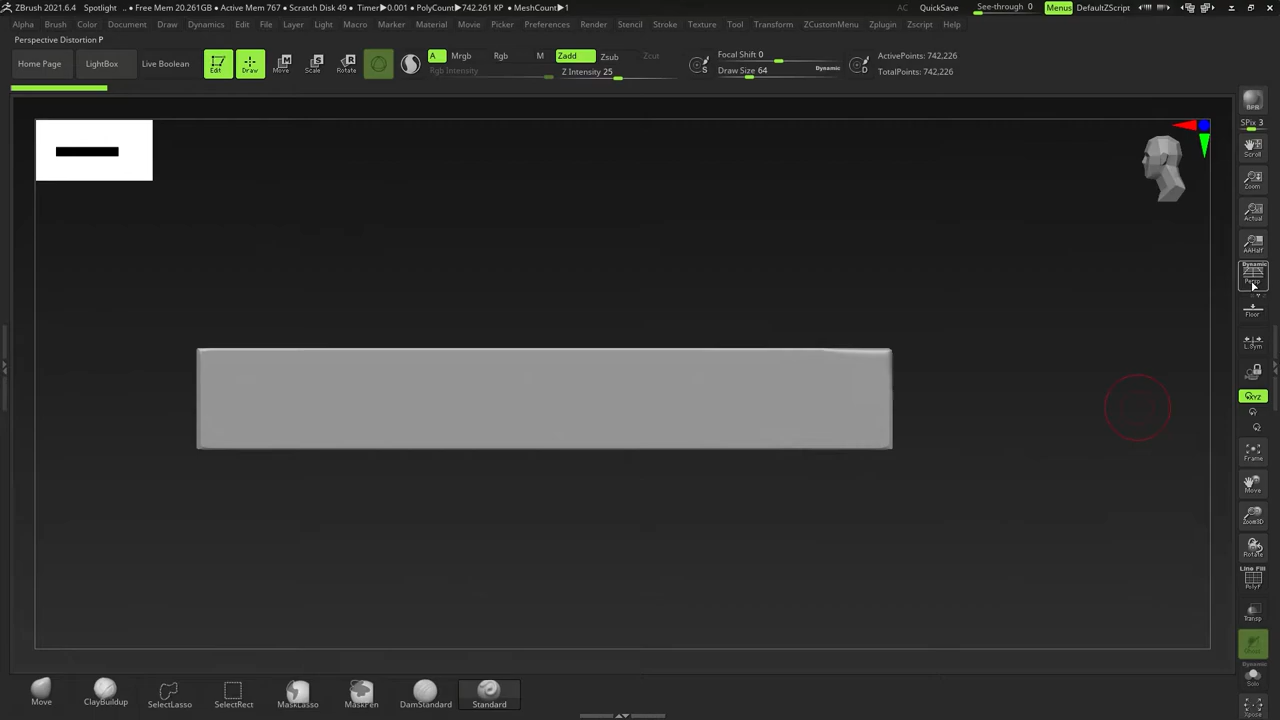 ZBrush 2021.6.4 Spotlight • Free Mem 20.261GB • Active Mem 767 • Scratch Disk 49 • Timer▶0.001 • PolyCount▶742.261 KP • MeshCount▶1 AC QuickSave See-through 0 Menus DefaultZScript
Alpha Brush Color Document Draw Dynamics Edit File Layer Light Macro Marker Material Movie Picker Preferences Render Stencil Stroke Texture Tool Transform ZCustomMenu Zplugin Zscript Help
Perspective Distortion P
Home Page LightBox Live Boolean Edit Draw Move Scale Rotate
M S R
A Mrgb Rgb M Zadd Zsub Zcut
Rgb Intensity Z Intensity 25
S Focal Shift 0
Draw Size 64 Dynamic
D ActivePoints: 742,226
TotalPoints: 742,226
BPR
SPix 3
Scroll
Zoom
Actual
AAHalf
Dynamic
Persp
Floor
L.Sym
XYZ
Frame
Move
Zoom3D
Rotate
Line Fill
PolyF
Transp
Ghost
Dynamic
Solo
Xpose
Move ClayBuildup SelectLasso SelectRect MaskLasso MaskPen DamStandard Standard